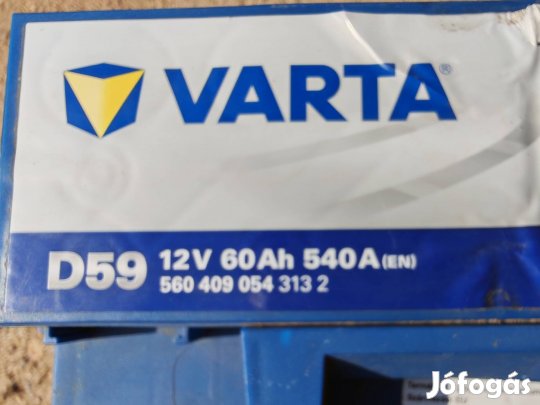 VARTA®
D59 12V 60Ah 540A(EN)
560 409 054 313 2
Jófogás